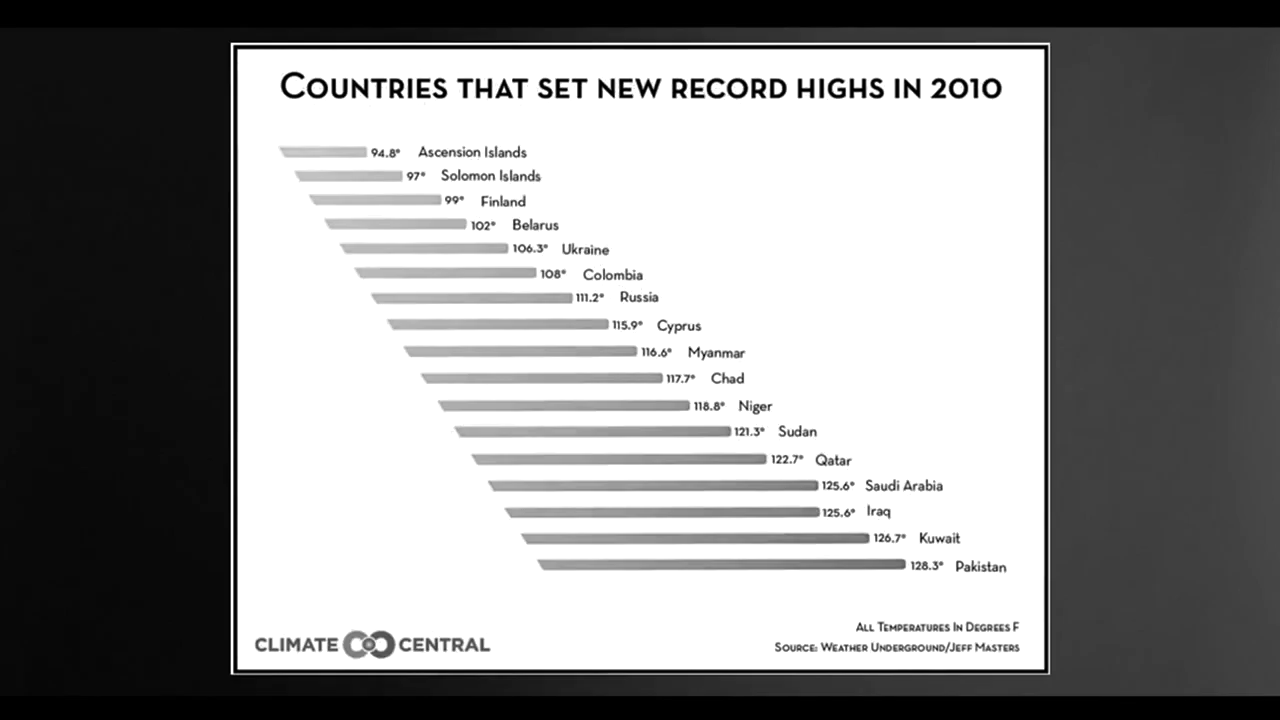 COUNTRIES THAT SET NEW RECORD HIGHS IN 2010
94.8° Ascension Islands
97° Solomon Islands
99° Finland
102° Belarus
106.3° Ukraine
108° Colombia
111.2° Russia
115.9° Cyprus
116.6° Myanmar
117.7° Chad
118.8° Niger
121.3° Sudan
122.7° Qatar
125.6° Saudi Arabia
125.6° Iraq
126.7° Kuwait
128.3° Pakistan
ALL TEMPERATURES IN DEGREES F
CLIMATE CENTRAL
SOURCE: WEATHER UNDERGROUND/JEFF MASTERS